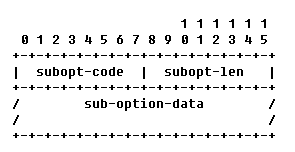 1 1 1 1 1 1
 0 1 2 3 4 5 6 7 8 9 0 1 2 3 4 5
+-+-+-+-+-+-+-+-+-+-+-+-+-+-+-+-+
|  subopt-code  |  subopt-len   |
+-+-+-+-+-+-+-+-+-+-+-+-+-+-+-+-+
/        sub-option-data        /
/                               /
+-+-+-+-+-+-+-+-+-+-+-+-+-+-+-+-+